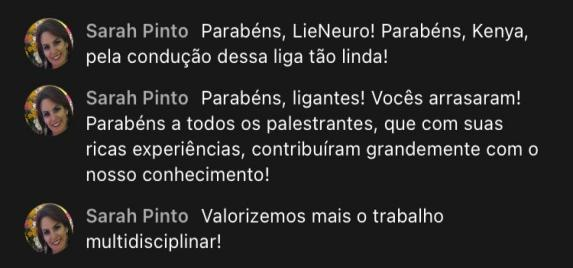 Sarah Pinto Parabéns, LieNeuro! Parabéns, Kenya,
pela condução dessa liga tão linda!
Sarah Pinto Parabéns, ligantes! Vocês arrasaram!
Parabéns a todos os palestrantes, que com suas
ricas experiências, contribuíram grandemente com o
nosso conhecimento!
Sarah Pinto Valorizemos mais o trabalho
multidisciplinar!